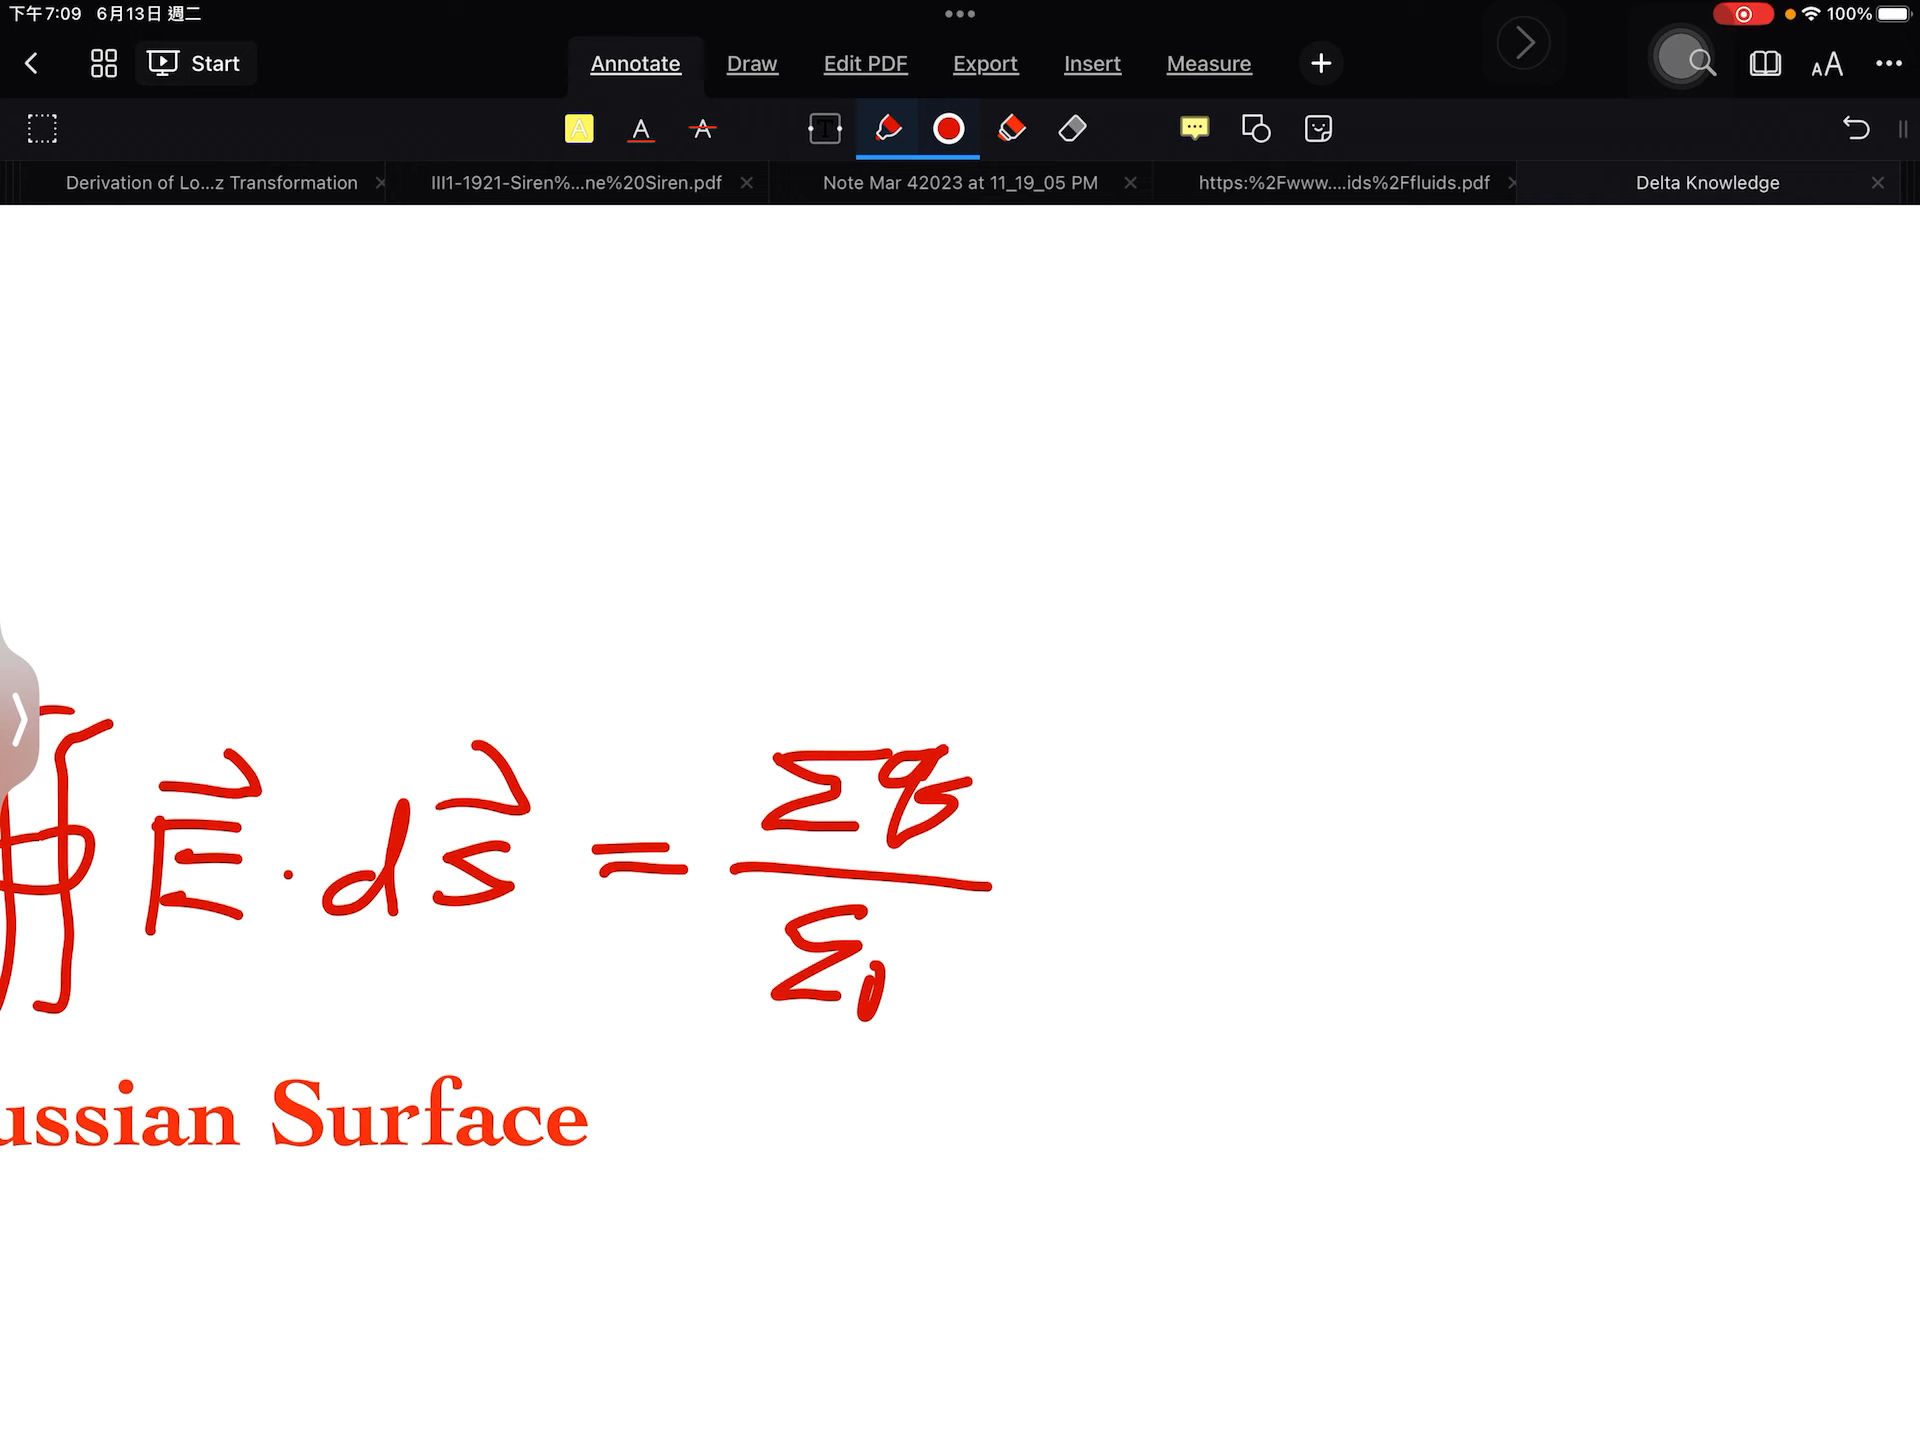 下午7:09 6月13日 週二
100%
Start
Annotate Draw Edit PDF Export Insert Measure
AA
A A A T
Derivation of Lo...z Transformation
III1-1921-Siren%...ne%20Siren.pdf
Note Mar 42023 at 11_19_05 PM
https:%2Fwww....ids%2Ffluids.pdf
Delta Knowledge
∯ E⃗ · d s⃗ = Σq / ε₀
ussian Surface